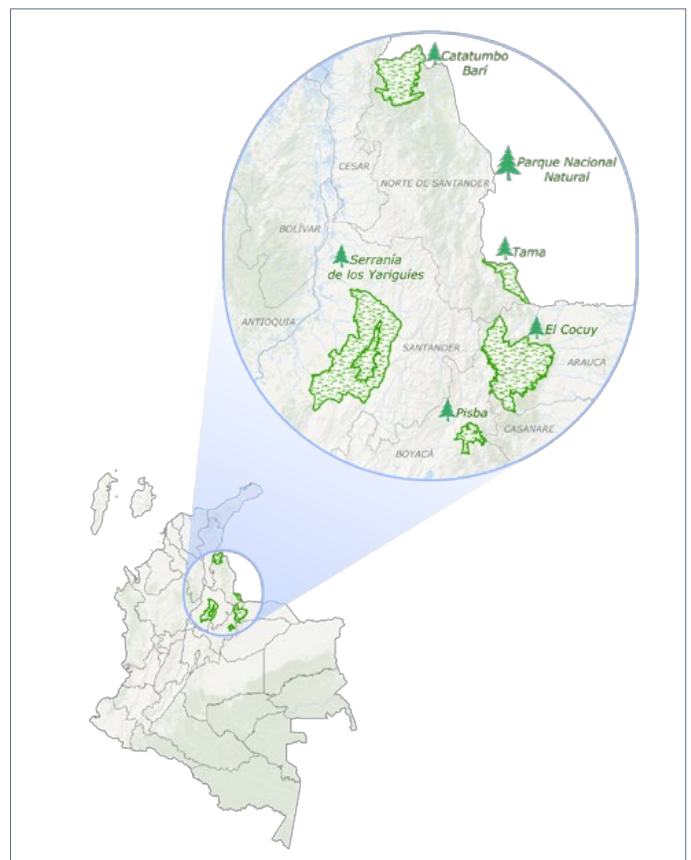 Catatumbo
Barí
CESAR
Parque Nacional
Natural
NORTE DE SANTANDER
BOLÍVAR
Serranía
de los Yariguíes
Tama
ANTIOQUIA
El Cocuy
SANTANDER
ARAUCA
Pisba
CASANARE
BOYACÁ